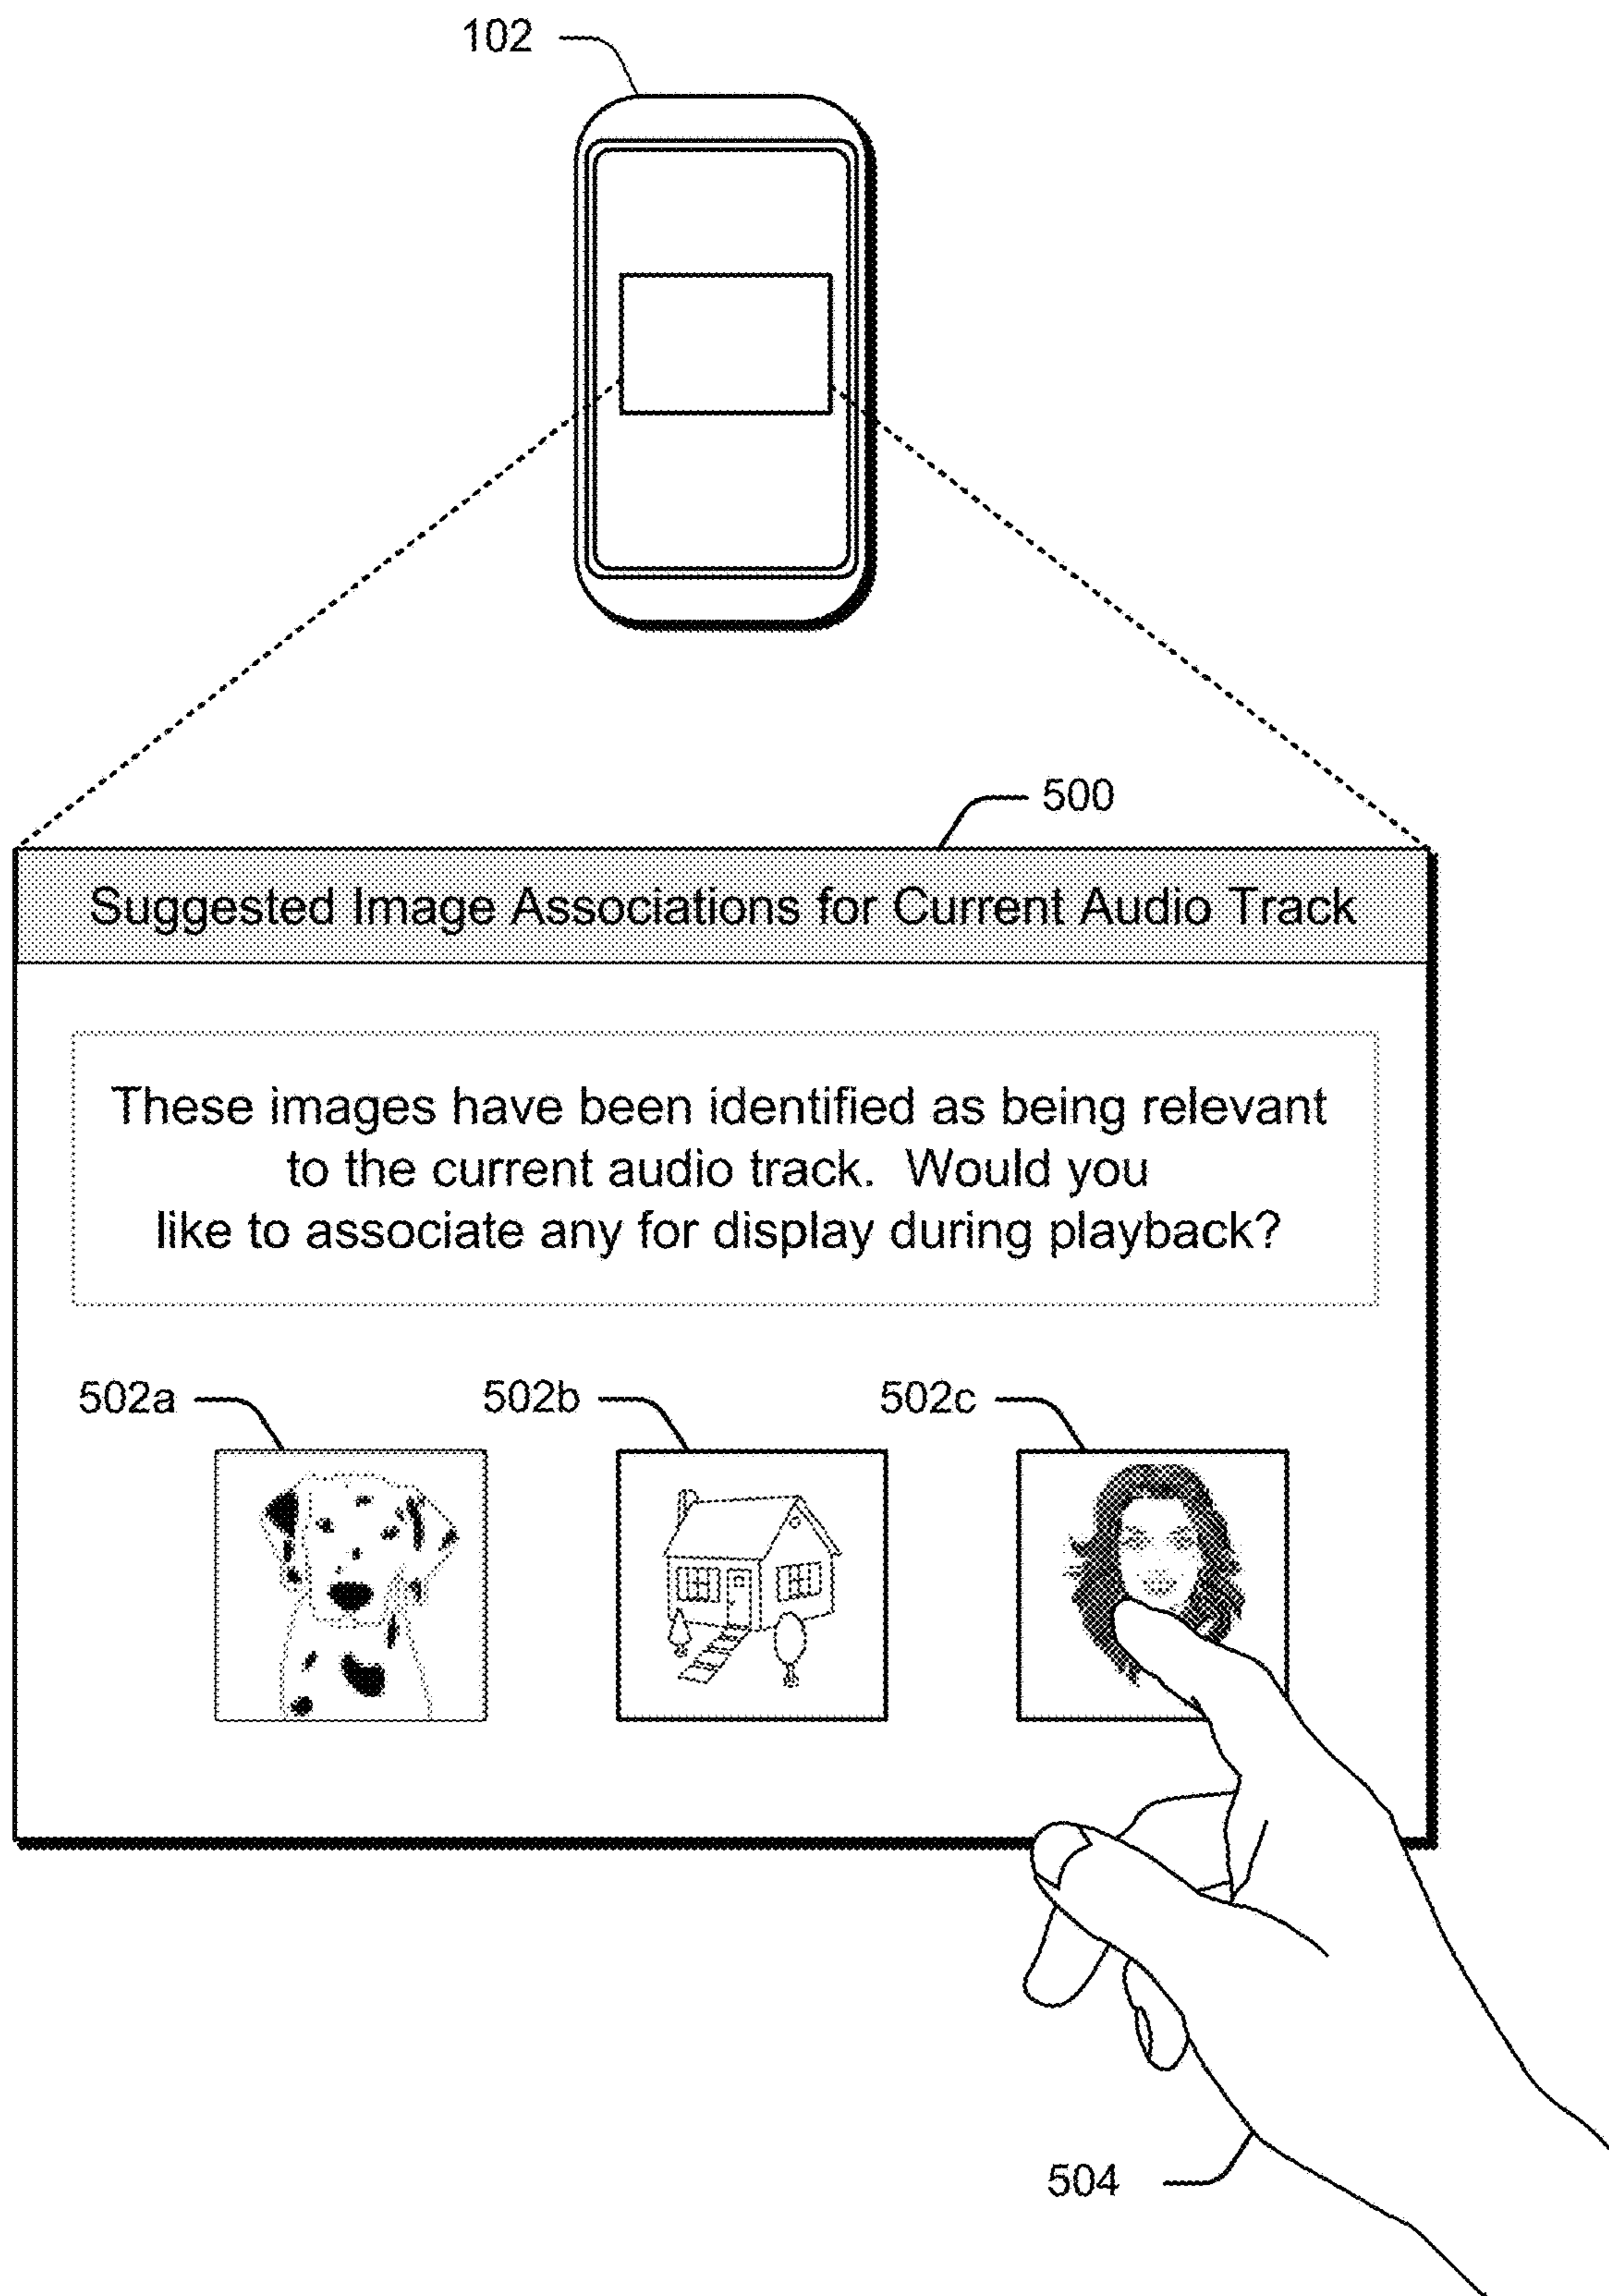 102
500
Suggested Image Associations for Current Audio Track
These images have been identified as being relevant
to the current audio track.  Would you
like to associate any for display during playback?
502a
502b
502c
504